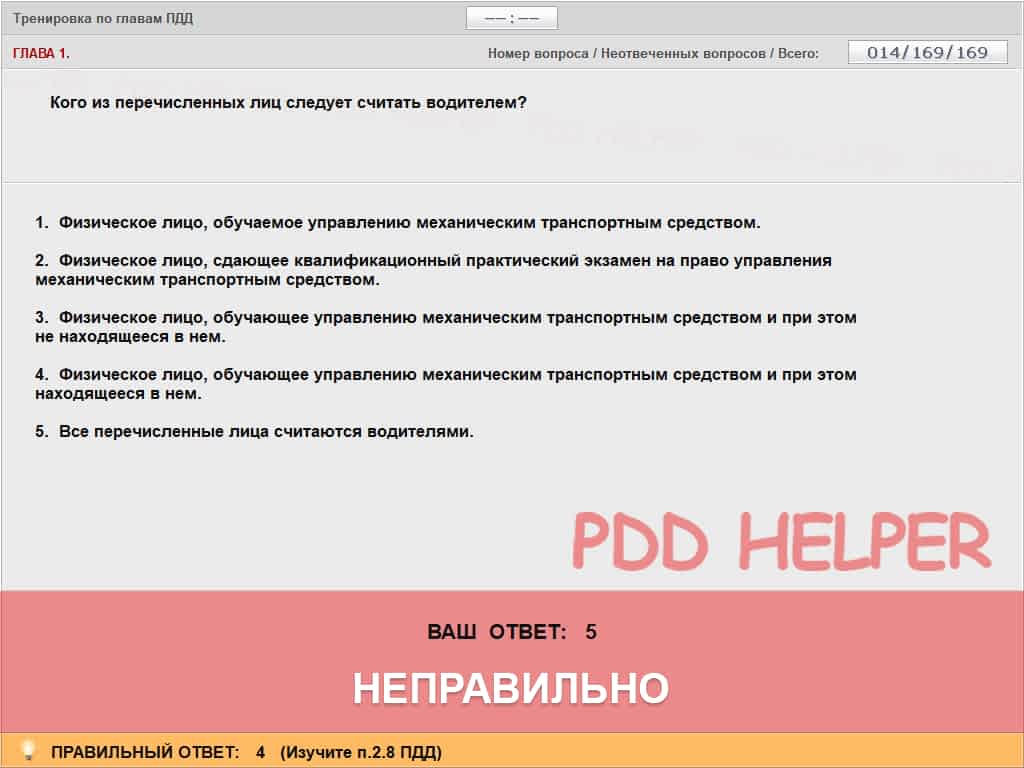 Тренировка по главам ПДД
—— : ——
ГЛАВА 1.
Номер вопроса / Неотвеченных вопросов / Всего:
014/169/169
Кого из перечисленных лиц следует считать водителем?
1. Физическое лицо, обучаемое управлению механическим транспортным средством.
2. Физическое лицо, сдающее квалификационный практический экзамен на право управления
механическим транспортным средством.
3. Физическое лицо, обучающее управлению механическим транспортным средством и при этом
не находящееся в нем.
4. Физическое лицо, обучающее управлению механическим транспортным средством и при этом
находящееся в нем.
5. Все перечисленные лица считаются водителями.
PDD HELPER
ВАШ ОТВЕТ: 5
НЕПРАВИЛЬНО
ПРАВИЛЬНЫЙ ОТВЕТ: 4 (Изучите п.2.8 ПДД)